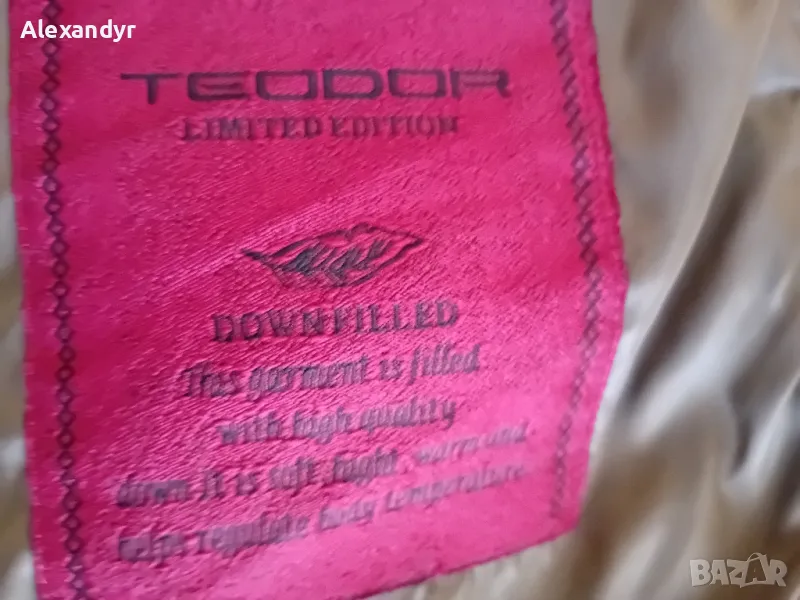 Alexandyr
TEODOR
LIMITED EDITION
DOWNFILLED
This garment is filled
with high quality
down it is soft, light, warm and
helps regulate body temperature.
BAZAR